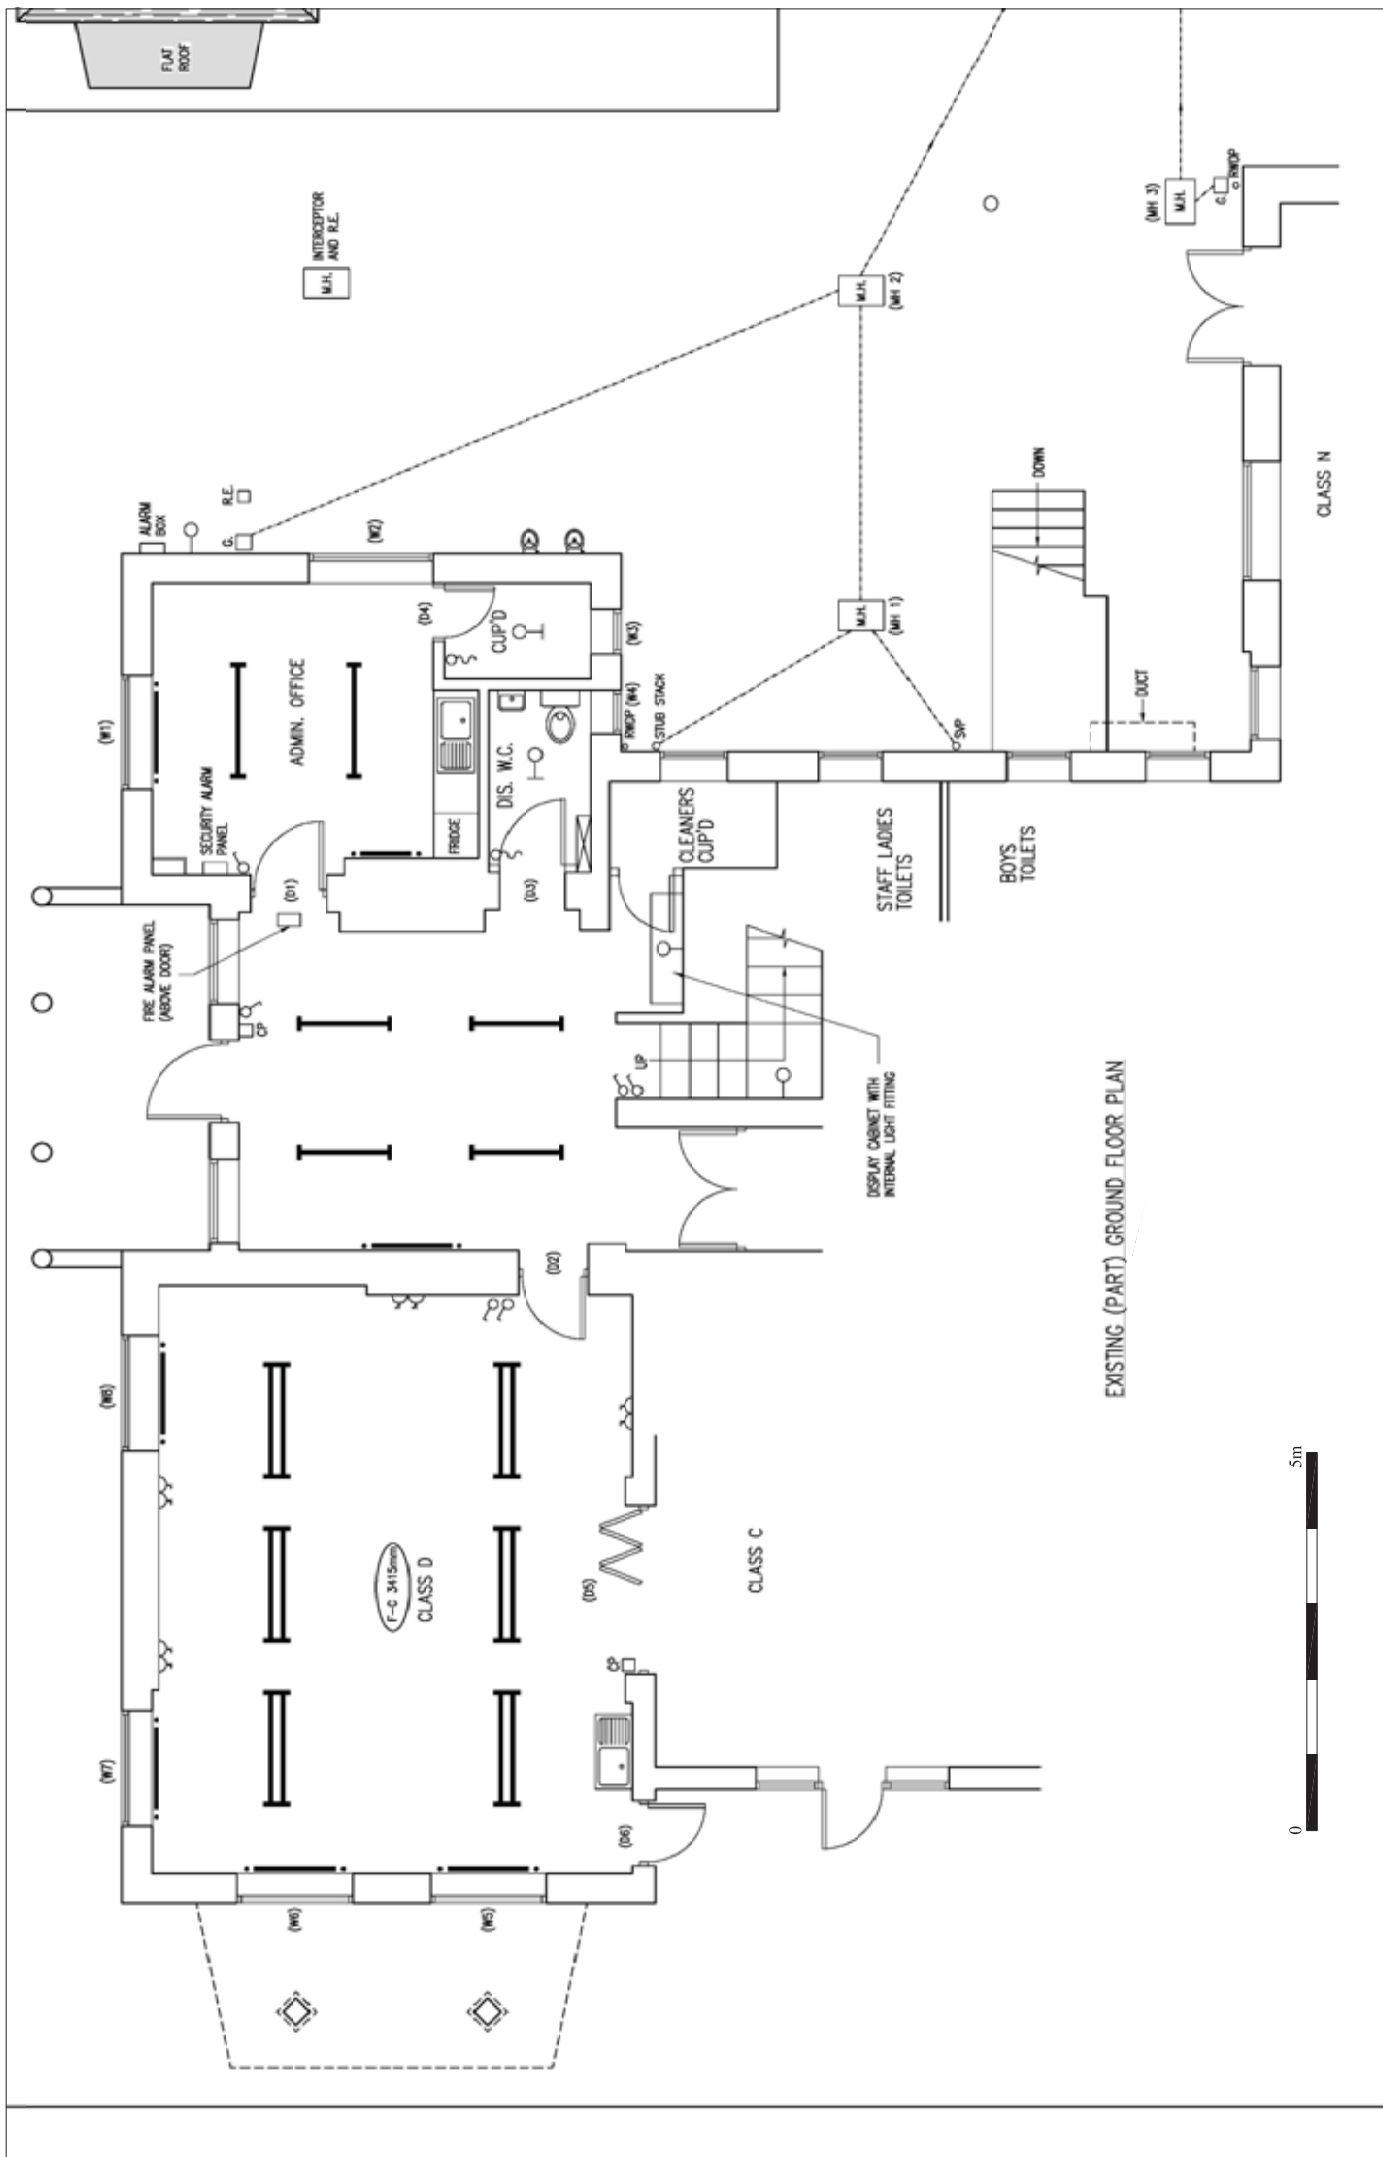 FLAT
ROOF
INTERCEPTOR
AND R.E.
M.H.
(MH 3)
M.H.
G.
RWDP
M.H.
(MH 2)
ALARM
BOX
R.E.
G.
(W2)
DOWN
CLASS N
(D4)
CUP'D
(W3)
M.H.
(MH 1)
(W1)
ADMIN. OFFICE
DIS. W.C.
RWDP (W4)
STUB STACK
SVP
DUCT
SECURITY ALARM
PANEL
FRIDGE
(D1)
(D3)
CLEANERS
CUP'D
STAFF LADIES
TOILETS
BOYS
TOILETS
FIRE ALARM PANEL
(ABOVE DOOR)
CP
UP
DISPLAY CABINET WITH
INTERNAL LIGHT FITTING
EXISTING (PART) GROUND FLOOR PLAN
(D2)
(W8)
F-C 3415mm
CLASS D
(D5)
CLASS C
CP
(W7)
(D6)
(W6)
(W5)
0
5m